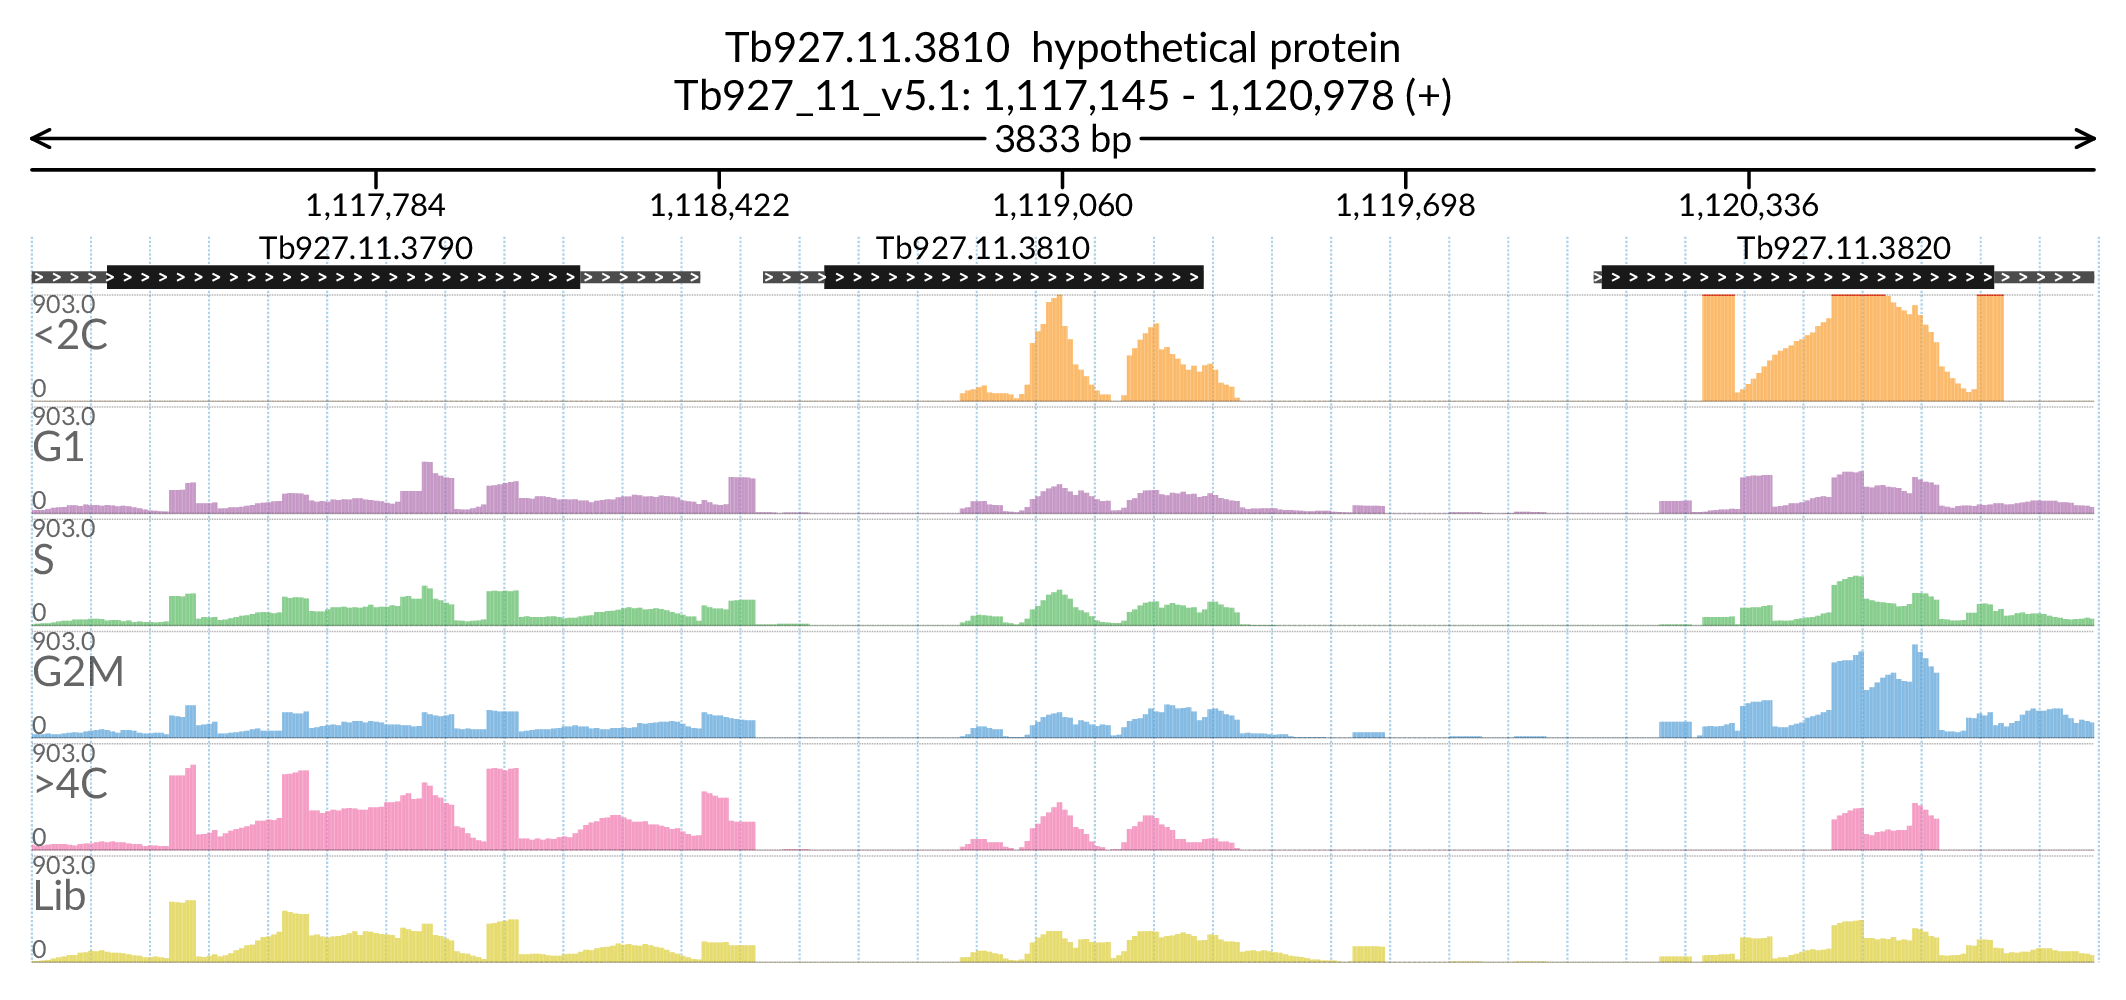 Tb927.11.3810 hypothetical protein
Tb927_11_v5.1: 1,117,145 - 1,120,978 (+)
3833 bp
1,117,784 1,118,422 1,119,060 1,119,698 1,120,336
Tb927.11.3790 Tb927.11.3810 Tb927.11.3820
903.0
<2C
0
903.0
G1
0
903.0
S
0
903.0
G2M
0
903.0
>4C
0
903.0
Lib
0